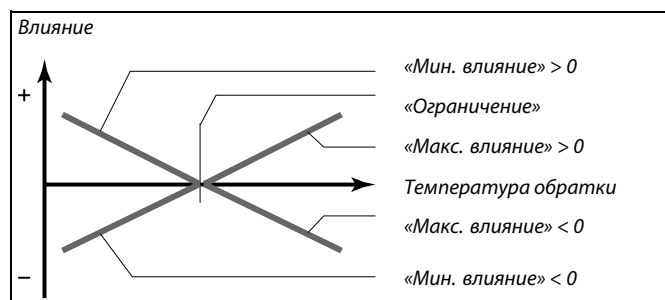 Влияние
«Мин. влияние» > 0
+
«Ограничение»
«Макс. влияние» > 0
Температура обратки
«Макс. влияние» < 0
−
«Мин. влияние» < 0